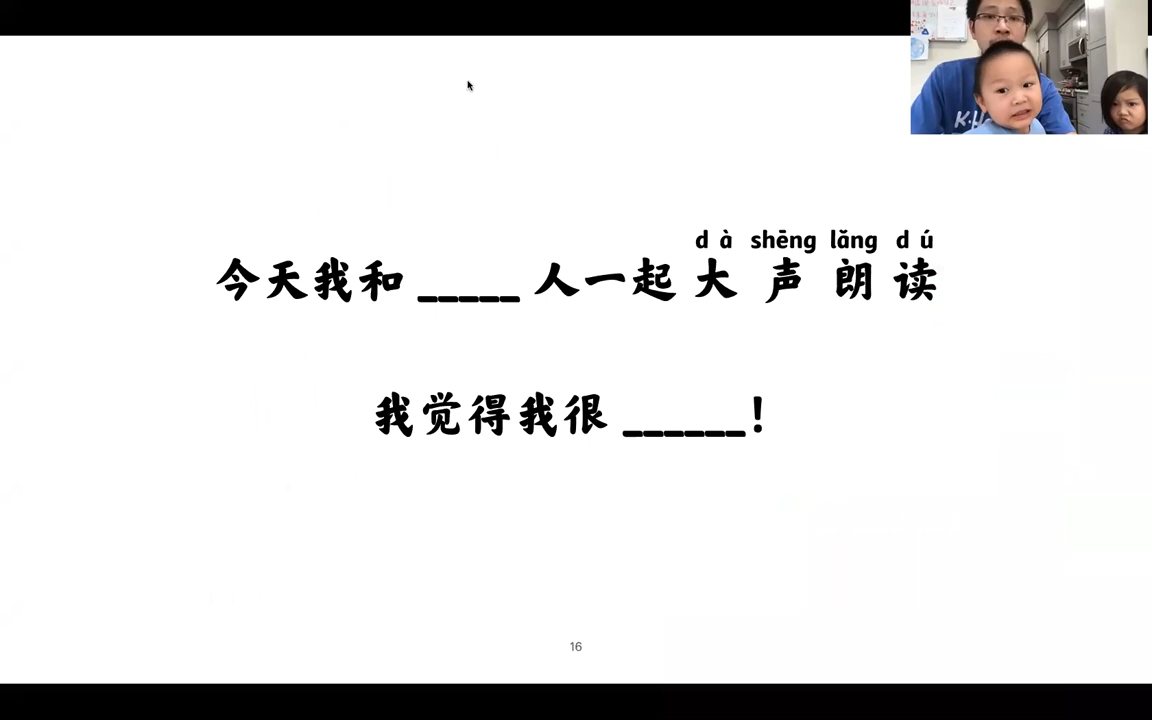 dà shēng lǎng dú
今天我和 _____ 人一起 大 声 朗 读
我觉得我很 ______!
16